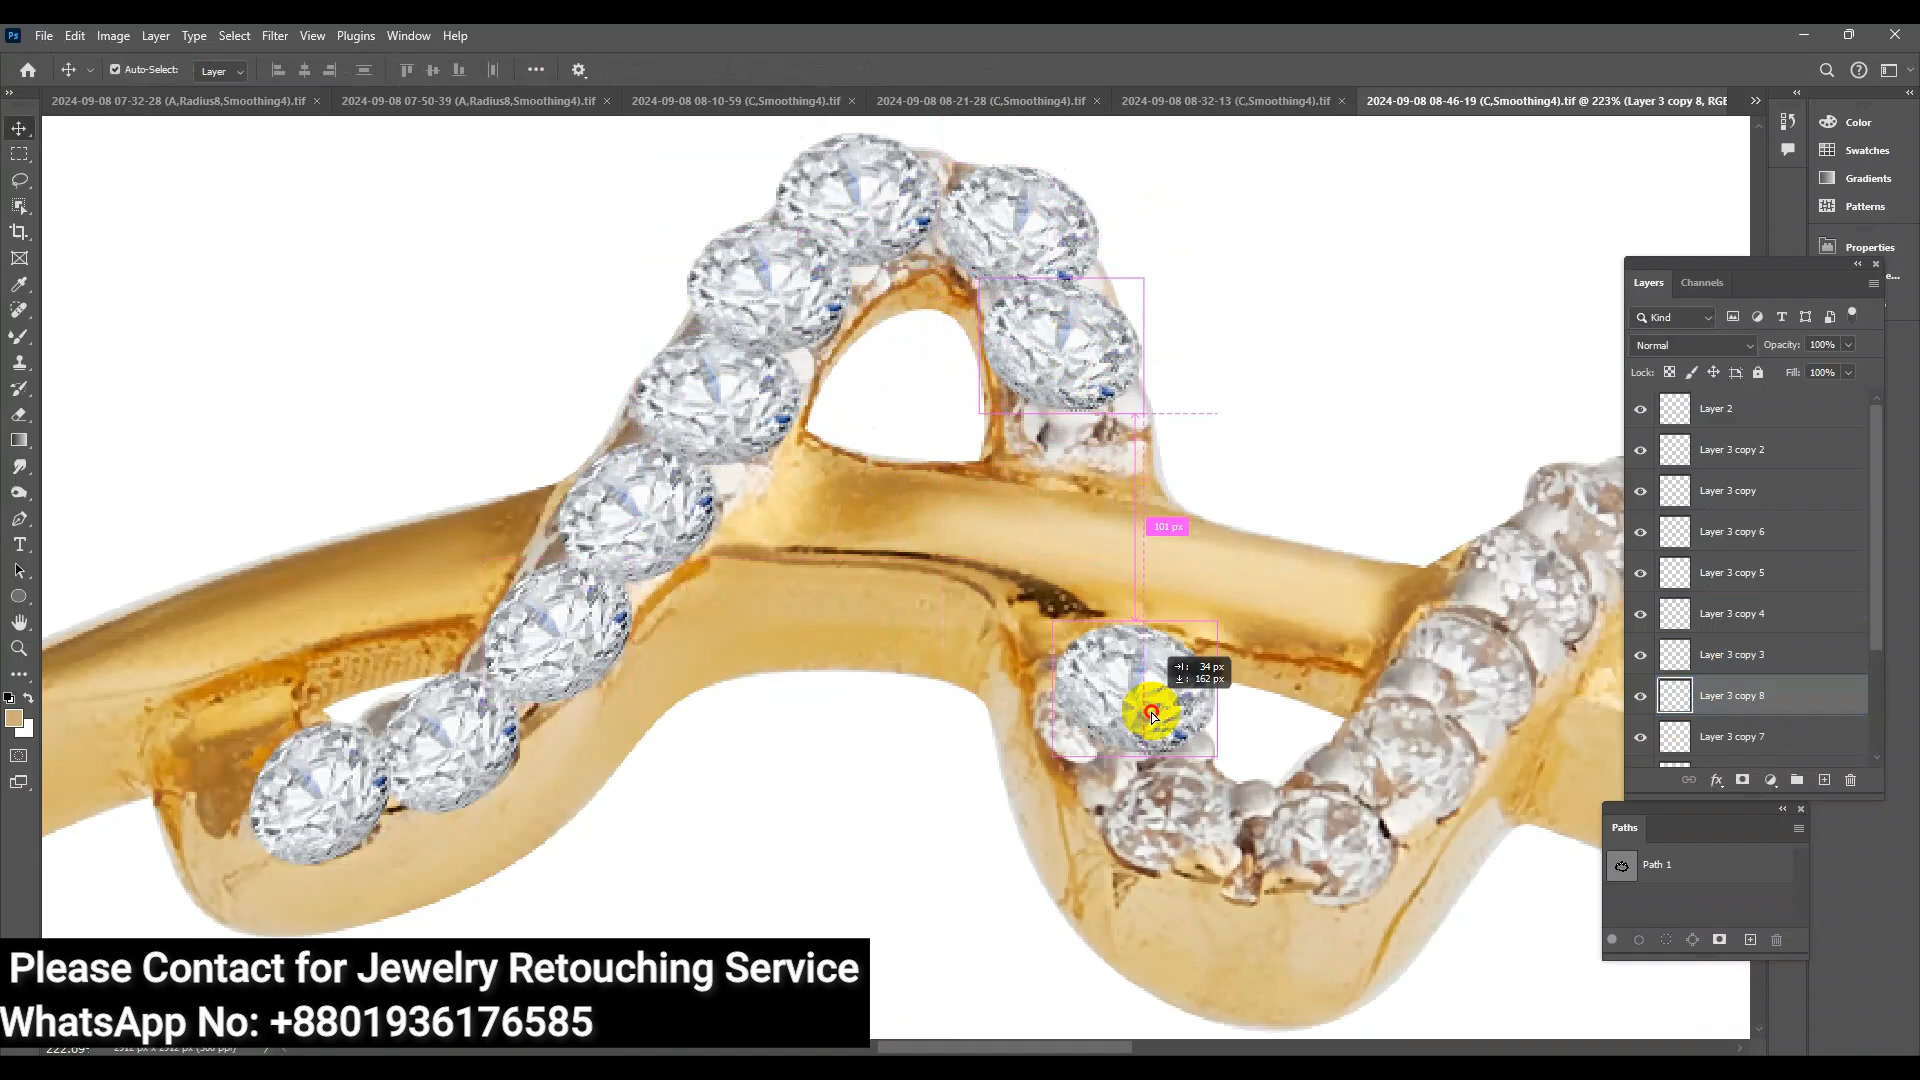 Ps File Edit Image Layer Type Select Filter View Plugins Window Help
Auto-Select: Layer
2024-09-08 07-32-28 (A,Radius8,Smoothing4).tif
2024-09-08 07-50-39 (A,Radius8,Smoothing4).tif
2024-09-08 08-10-59 (C,Smoothing4).tif
2024-09-08 08-21-28 (C,Smoothing4).tif
2024-09-08 08-32-13 (C,Smoothing4).tif
2024-09-08 08-46-19 (C,Smoothing4).tif @ 223% (Layer 3 copy 8, RGE
Color
Swatches
Gradients
Patterns
Properties
Layers Channels
Kind
Normal Opacity: 100%
Lock: Fill: 100%
Layer 2
Layer 3 copy 2
Layer 3 copy
Layer 3 copy 6
Layer 3 copy 5
Layer 3 copy 4
Layer 3 copy 3
Layer 3 copy 8
Layer 3 copy 7
fx
Paths
Path 1
101 px
34 px
162 px
Please Contact for Jewelry Retouching Service
WhatsApp No: +8801936176585